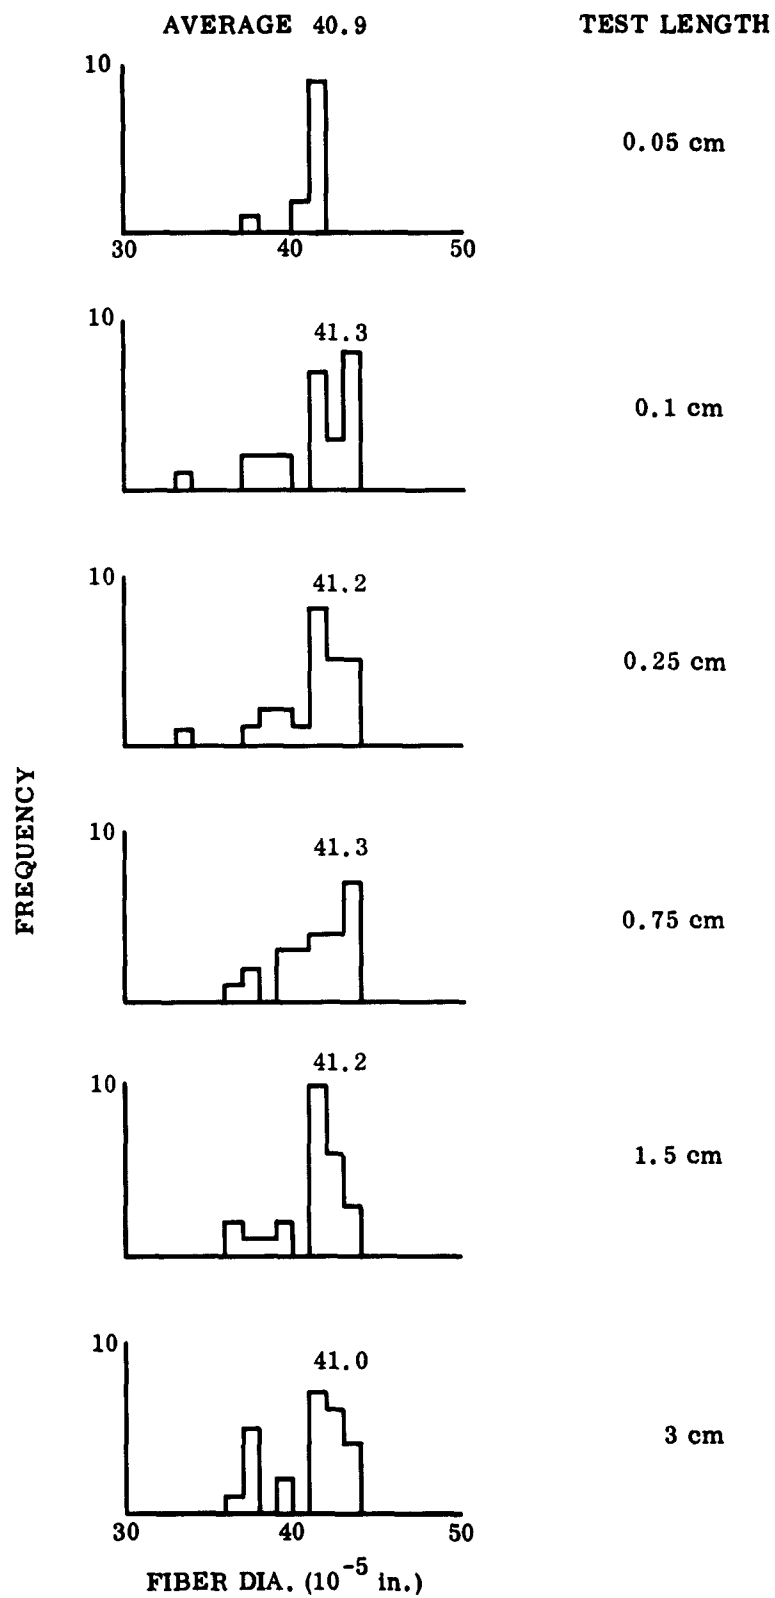 AVERAGE 40.9 TEST LENGTH
10
0.05 cm
30 40 50
10
41.3
0.1 cm
10
41.2
0.25 cm
FREQUENCY
10
41.3
0.75 cm
41.2
10
1.5 cm
10
41.0
3 cm
30 40 50
FIBER DIA. (10⁻⁵ in.)